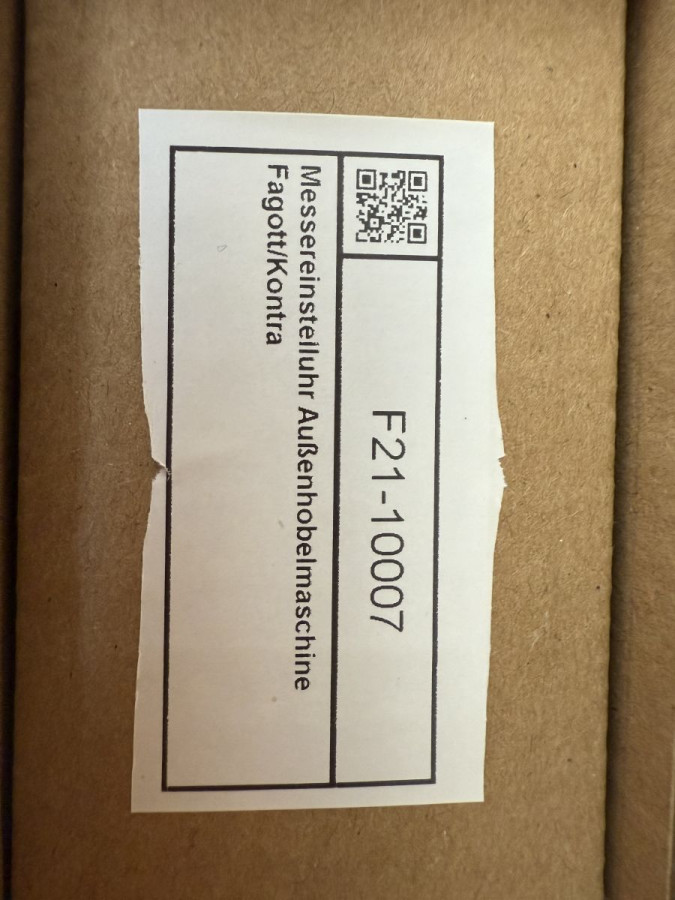 F21-10007
Messereinstelluhr Außenhobelmaschine
Fagott/Kontra